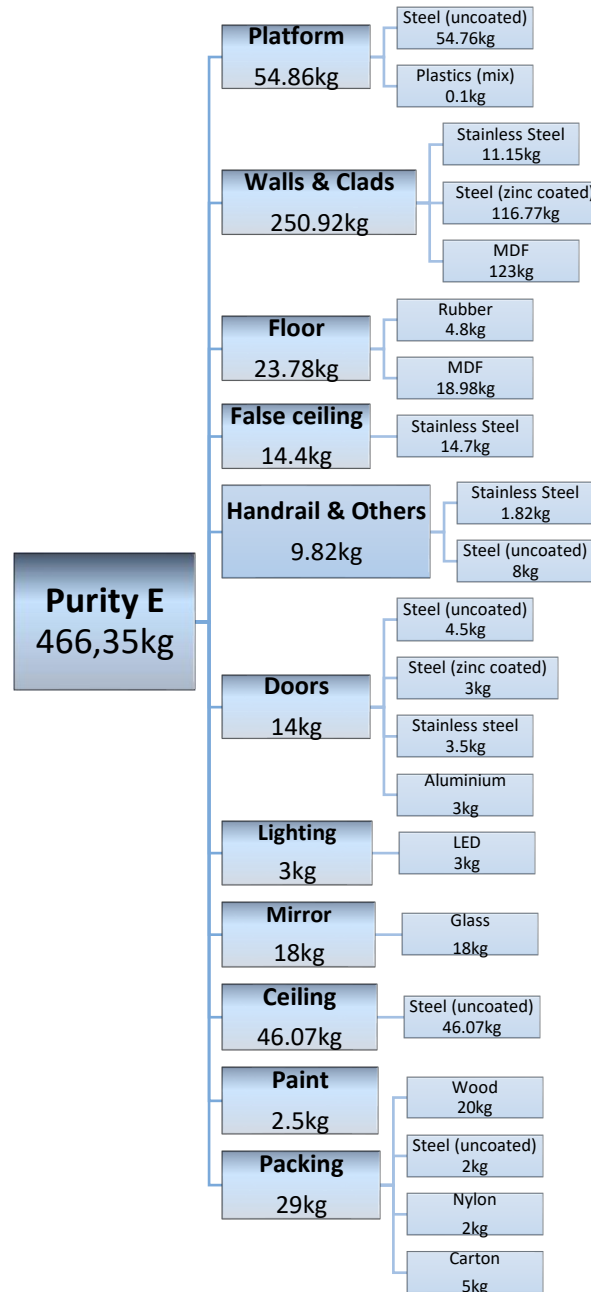 Purity E
466,35kg
Platform
54.86kg
Steel (uncoated)
54.76kg
Plastics (mix)
0.1kg
Walls & Clads
250.92kg
Stainless Steel
11.15kg
Steel (zinc coated)
116.77kg
MDF
123kg
Floor
23.78kg
Rubber
4.8kg
MDF
18.98kg
False ceiling
14.4kg
Stainless Steel
14.7kg
Handrail & Others
9.82kg
Stainless Steel
1.82kg
Steel (uncoated)
8kg
Doors
14kg
Steel (uncoated)
4.5kg
Steel (zinc coated)
3kg
Stainless steel
3.5kg
Aluminium
3kg
Lighting
3kg
LED
3kg
Mirror
18kg
Glass
18kg
Ceiling
46.07kg
Steel (uncoated)
46.07kg
Paint
2.5kg
Packing
29kg
Wood
20kg
Steel (uncoated)
2kg
Nylon
2kg
Carton
5kg